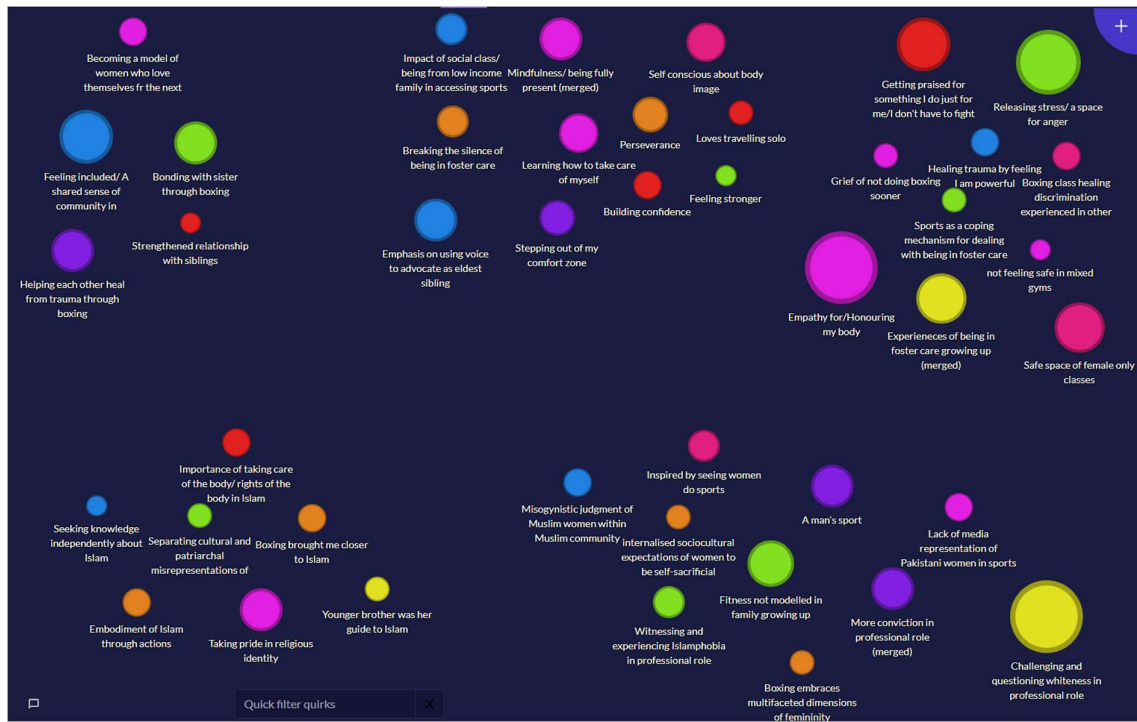 +
Becoming a model of
women who love
themselves fr the next
Feeling included/ A
shared sense of
community in
Bonding with sister
through boxing
Strengthened relationship
with siblings
Helping each other heal
from trauma through
boxing
Impact of social class/
being from low income
family in accessing sports
Mindfulness/ being fully
present (merged)
Self conscious about body
image
Breaking the silence of
being in foster care
Learning how to take care
of myself
Perseverance
Loves travelling solo
Building confidence
Feeling stronger
Emphasis on using voice
to advocate as eldest
sibling
Stepping out of my
comfort zone
Getting praised for
something I do just for
me/I don't have to fight
Releasing stress/ a space
for anger
Grief of not doing boxing
sooner
Healing trauma by feeling
I am powerful
Boxing class healing
discrimination
experienced in other
Sports as a coping
mechanism for dealing
with being in foster care
not feeling safe in mixed
gyms
Empathy for/Honouring
my body
Experieneces of being in
foster care growing up
(merged)
Safe space of female only
classes
Importance of taking care
of the body/ rights of the
body in Islam
Seeking knowledge
independently about
Islam
Separating cultural and
patriarchal
misrepresentations of
Boxing brought me closer
to Islam
Embodiment of Islam
through actions
Taking pride in religious
identity
Younger brother was her
guide to Islam
Inspired by seeing women
do sports
Misogynistic judgment of
Muslim women within
Muslim community
internalised sociocultural
expectations of women to
be self-sacrificial
A man's sport
Lack of media
representation of
Pakistani women in sports
Fitness not modelled in
family growing up
Witnessing and
experiencing Islamphobia
in professional role
More conviction in
professional role
(merged)
Boxing embraces
multifaceted dimensions
of femininity
Challenging and
questioning whiteness in
professional role
Quick filter quirks
X